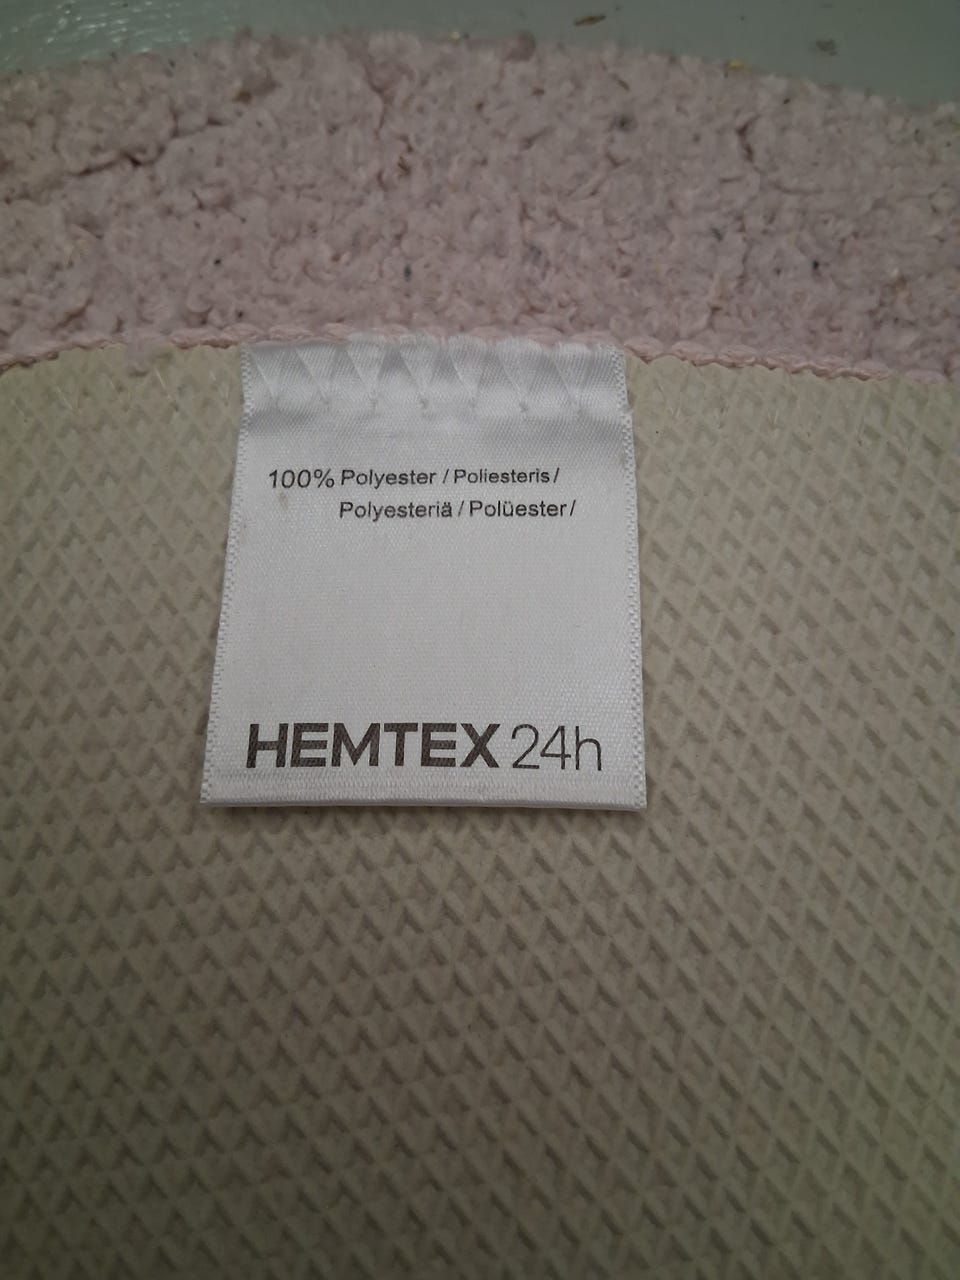 100% Polyester / Poliesteris /
Polyesteriä / Polüester /
HEMTEX 24h